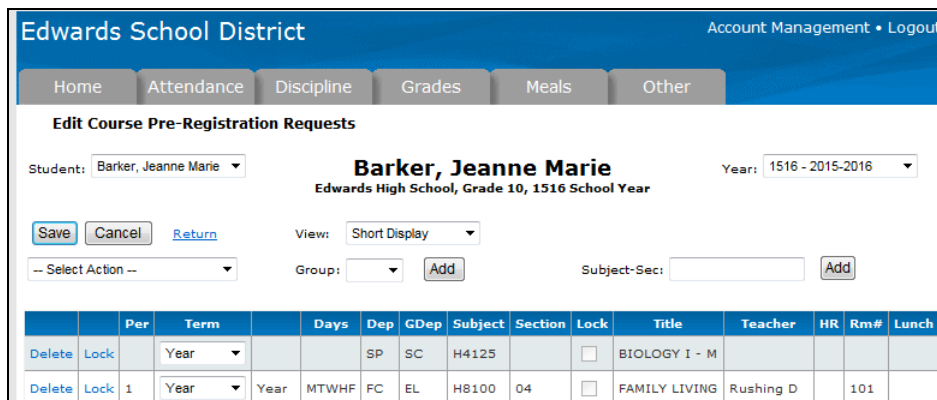 Edwards School District
Account Management • Logout
Home Attendance Discipline Grades Meals Other
Edit Course Pre-Registration Requests
Student: Barker, Jeanne Marie
Barker, Jeanne Marie
Year: 1516 - 2015-2016
Edwards High School, Grade 10, 1516 School Year
Save Cancel Return View: Short Display
-- Select Action -- Group: Add Subject-Sec: Add
Per Term Days Dep GDep Subject Section Lock Title Teacher HR Rm# Lunch
Delete Lock Year SP SC H4125 BIOLOGY I - M
Delete Lock 1 Year Year MTWHF FC EL H8100 04 FAMILY LIVING Rushing D 101